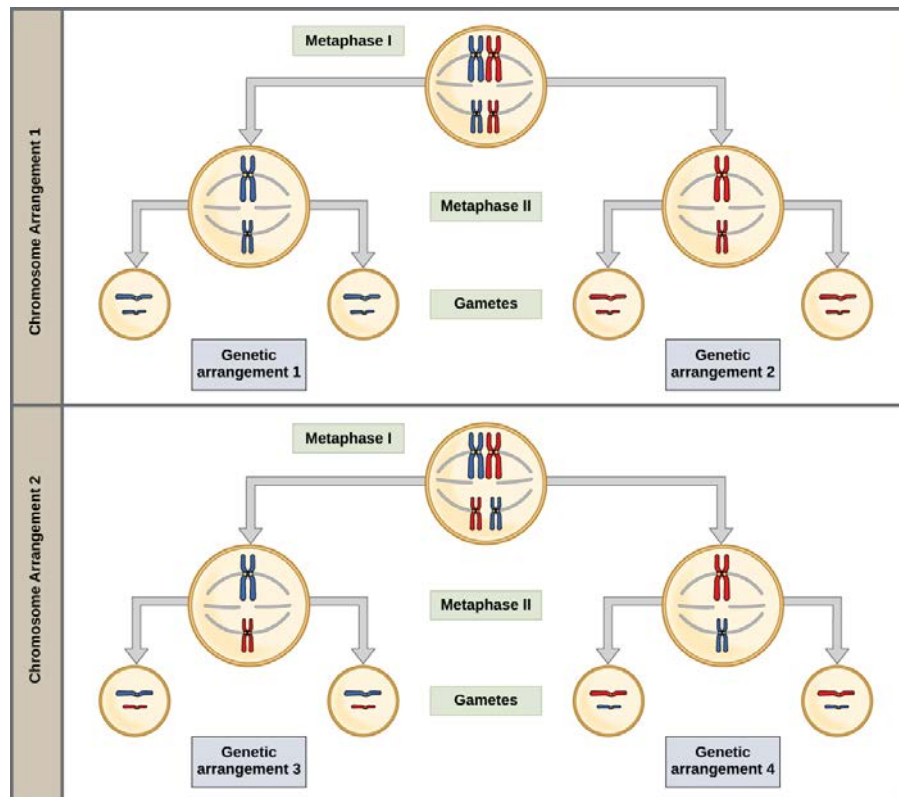 Chromosome Arrangement 1
Metaphase I
Metaphase II
Gametes
Genetic
arrangement 1
Genetic
arrangement 2
Chromosome Arrangement 2
Metaphase I
Metaphase II
Gametes
Genetic
arrangement 3
Genetic
arrangement 4